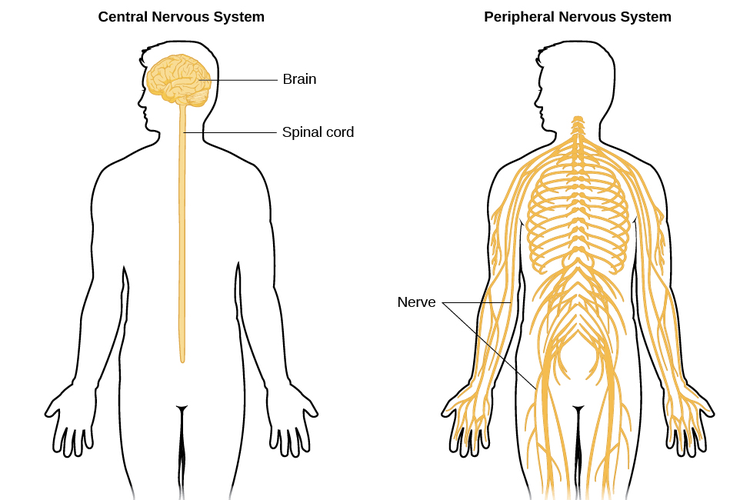 Central Nervous System
Brain
Spinal cord
Peripheral Nervous System
Nerve